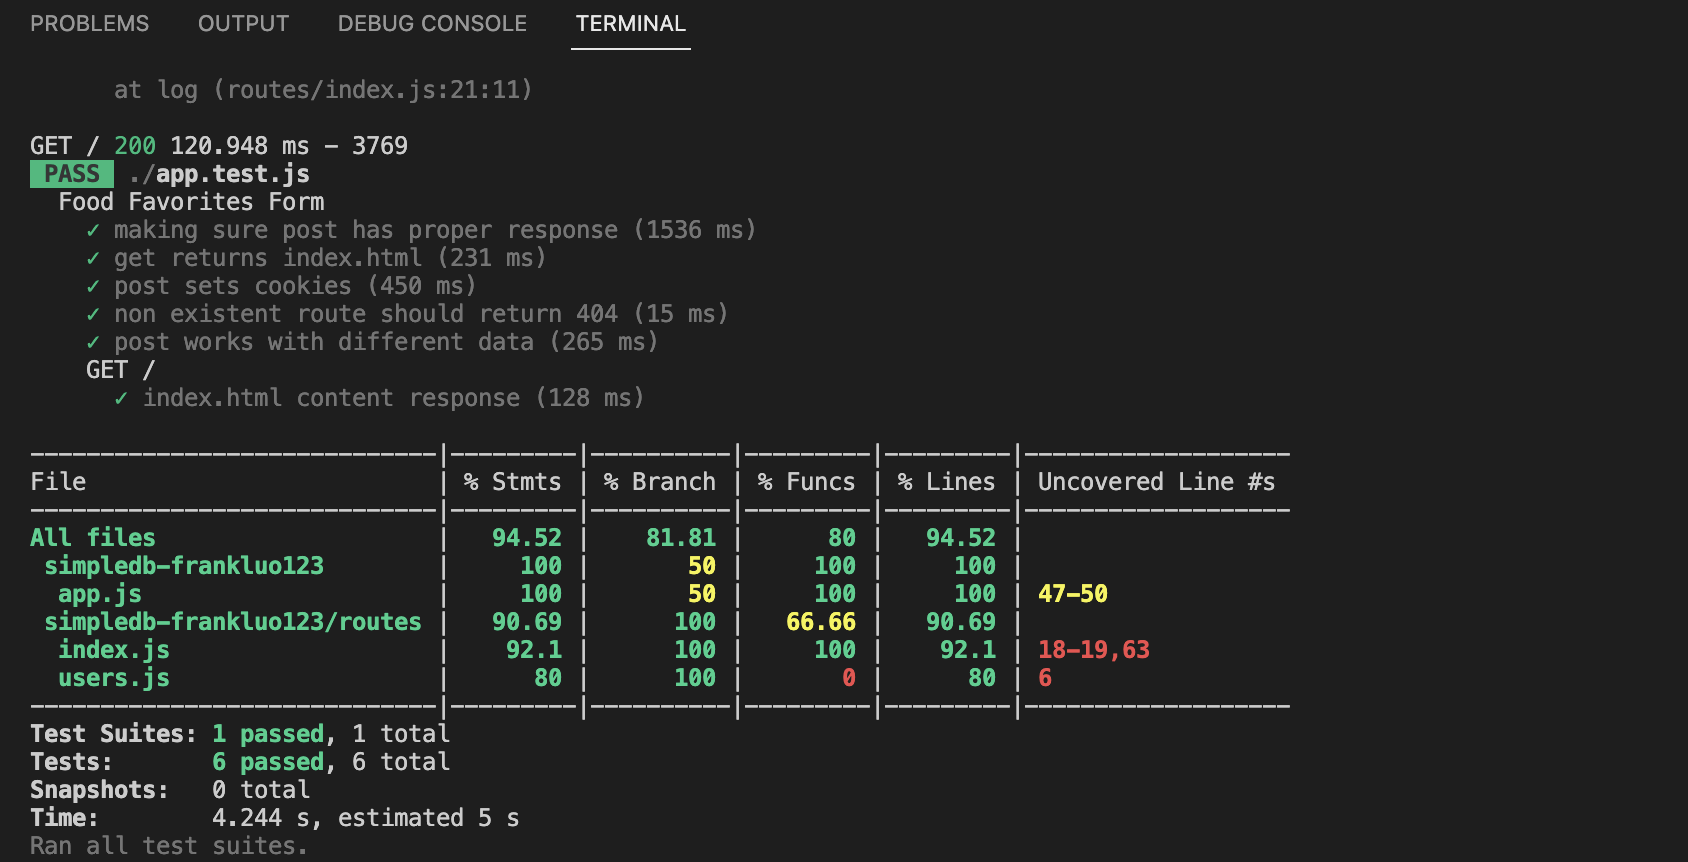 PROBLEMS OUTPUT DEBUG CONSOLE TERMINAL
at log (routes/index.js:21:11)
GET / 200 120.948 ms - 3769
PASS ./app.test.js
Food Favorites Form
✓ making sure post has proper response (1536 ms)
✓ get returns index.html (231 ms)
✓ post sets cookies (450 ms)
✓ non existent route should return 404 (15 ms)
✓ post works with different data (265 ms)
GET /
✓ index.html content response (128 ms)
-----------------------------|---------|----------|---------|---------|-------------------
File | % Stmts | % Branch | % Funcs | % Lines | Uncovered Line #s
-----------------------------|---------|----------|---------|---------|-------------------
All files | 94.52 | 81.81 | 80 | 94.52 |
simpledb-frankluo123 | 100 | 50 | 100 | 100 |
app.js | 100 | 50 | 100 | 100 | 47-50
simpledb-frankluo123/routes | 90.69 | 100 | 66.66 | 90.69 |
index.js | 92.1 | 100 | 100 | 92.1 | 18-19,63
users.js | 80 | 100 | 0 | 80 | 6
-----------------------------|---------|----------|---------|---------|-------------------
Test Suites: 1 passed, 1 total
Tests: 6 passed, 6 total
Snapshots: 0 total
Time: 4.244 s, estimated 5 s
Ran all test suites.